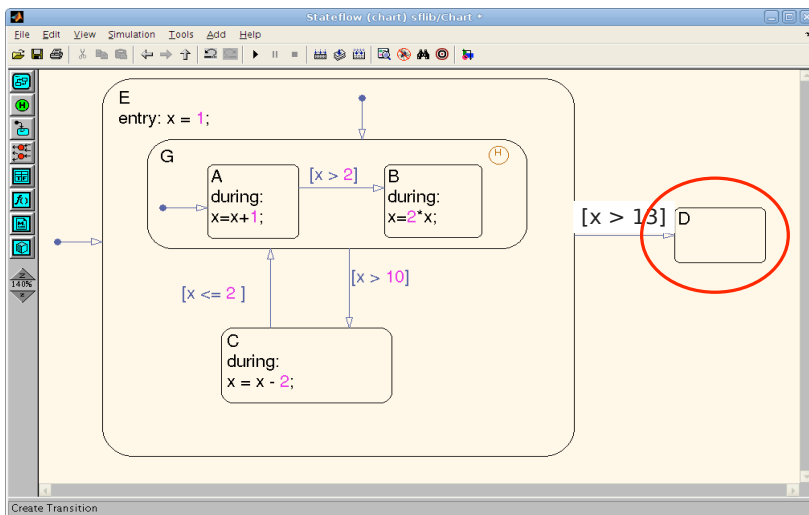 Stateflow (chart) sflib/Chart *
File Edit View Simulation Tools Add Help
E
entry: x = 1;
G
H
A
during:
x=x+1;
[x > 2]
B
during:
x=2*x;
[x > 13]
D
[x <= 2 ]
[x > 10]
C
during:
x = x - 2;
140%
Create Transition